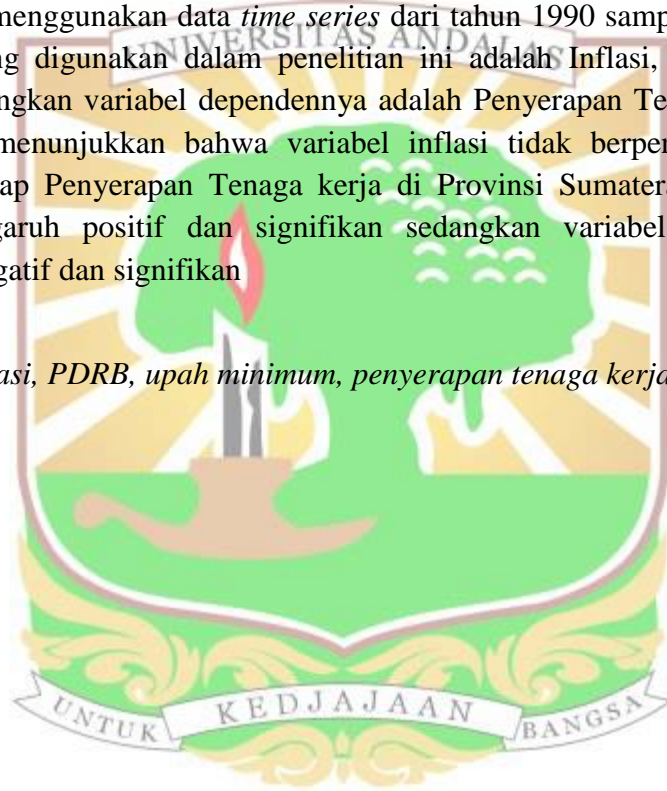 menggunakan data time series dari tahun 1990 samp
ng digunakan dalam penelitian ini adalah Inflasi,
UNIVERSITAS ANDALAS
ngkan variabel dependennya adalah Penyerapan Te
menunjukkan bahwa variabel inflasi tidak berpen
ap Penyerapan Tenaga kerja di Provinsi Sumatera
garuh positif dan signifikan sedangkan variabel
gatif dan signifikan
asi, PDRB, upah minimum, penyerapan tenaga kerja
UNTUK KEDJAJAAN BANGSA